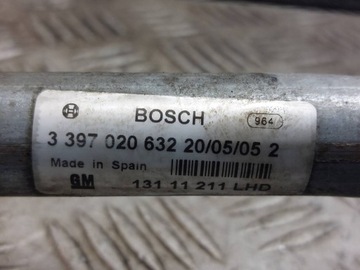 BOSCH 964
3 397 020 632 20/05/05 2
Made in Spain
GM 131 11 211 LHD